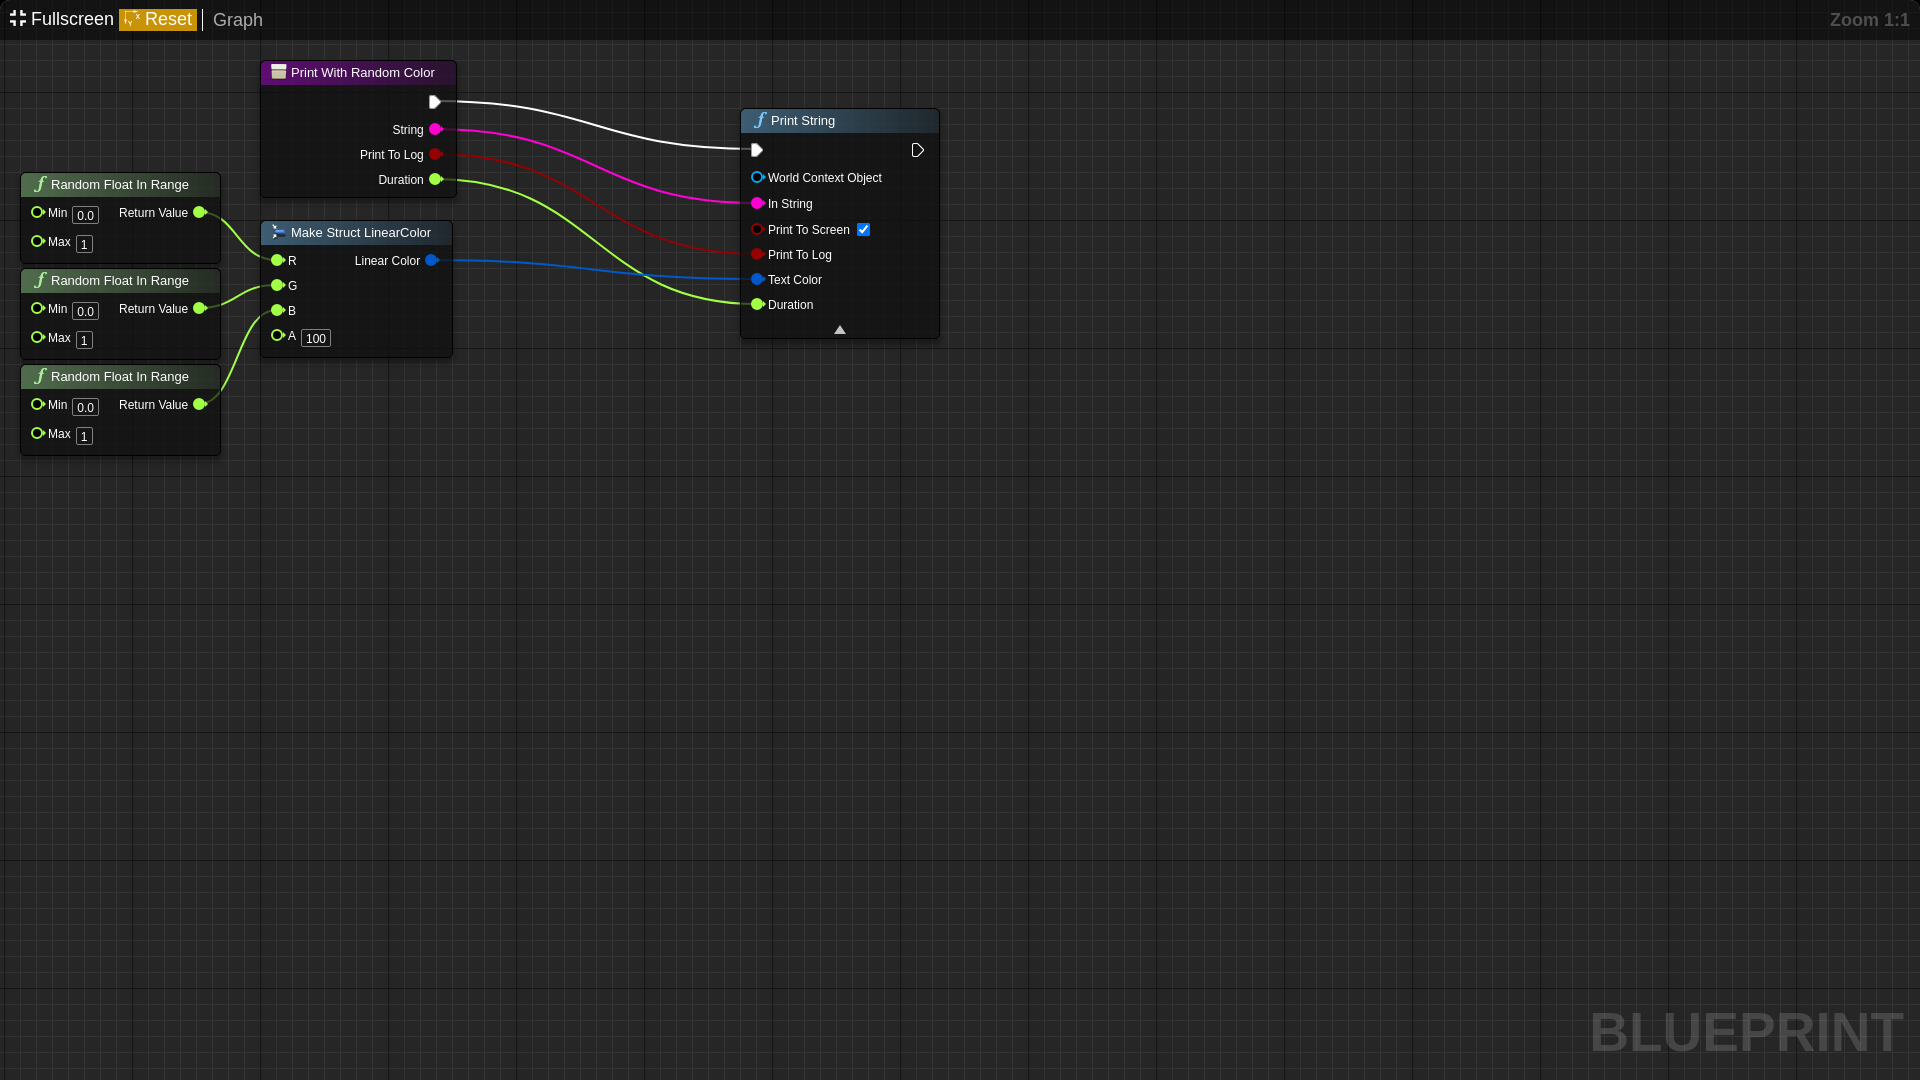 Fullscreen Reset Graph Zoom 1:1
Print With Random Color
String
Print To Log
Duration
Random Float In Range
Min 0.0 Return Value
Max 1
Random Float In Range
Min 0.0 Return Value
Max 1
Random Float In Range
Min 0.0 Return Value
Max 1
Make Struct LinearColor
R Linear Color
G
B
A 100
Print String
World Context Object
In String
Print To Screen
Print To Log
Text Color
Duration
BLUEPRINT